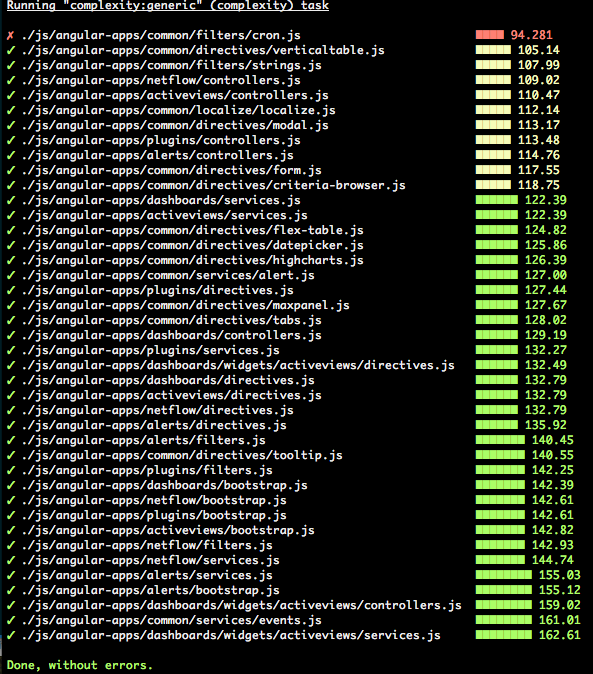 Running "complexity:generic" (complexity) task
✗ ./js/angular-apps/common/filters/cron.js 94.281
✓ ./js/angular-apps/common/directives/verticaltable.js 105.14
✓ ./js/angular-apps/common/filters/strings.js 107.99
✓ ./js/angular-apps/netflow/controllers.js 109.02
✓ ./js/angular-apps/activeviews/controllers.js 110.47
✓ ./js/angular-apps/common/localize/localize.js 112.14
✓ ./js/angular-apps/common/directives/modal.js 113.17
✓ ./js/angular-apps/plugins/controllers.js 113.48
✓ ./js/angular-apps/alerts/controllers.js 114.76
✓ ./js/angular-apps/common/directives/form.js 117.55
✓ ./js/angular-apps/common/directives/criteria-browser.js 118.75
✓ ./js/angular-apps/dashboards/services.js 122.39
✓ ./js/angular-apps/activeviews/services.js 122.39
✓ ./js/angular-apps/common/directives/flex-table.js 124.82
✓ ./js/angular-apps/common/directives/datepicker.js 125.86
✓ ./js/angular-apps/common/directives/highcharts.js 126.39
✓ ./js/angular-apps/common/services/alert.js 127.00
✓ ./js/angular-apps/plugins/directives.js 127.44
✓ ./js/angular-apps/common/directives/maxpanel.js 127.67
✓ ./js/angular-apps/common/directives/tabs.js 128.02
✓ ./js/angular-apps/dashboards/controllers.js 129.19
✓ ./js/angular-apps/plugins/services.js 132.27
✓ ./js/angular-apps/dashboards/widgets/activeviews/directives.js 132.49
✓ ./js/angular-apps/dashboards/directives.js 132.79
✓ ./js/angular-apps/activeviews/directives.js 132.79
✓ ./js/angular-apps/netflow/directives.js 132.79
✓ ./js/angular-apps/alerts/directives.js 135.92
✓ ./js/angular-apps/alerts/filters.js 140.45
✓ ./js/angular-apps/common/directives/tooltip.js 140.55
✓ ./js/angular-apps/plugins/filters.js 142.25
✓ ./js/angular-apps/dashboards/bootstrap.js 142.39
✓ ./js/angular-apps/netflow/bootstrap.js 142.61
✓ ./js/angular-apps/plugins/bootstrap.js 142.61
✓ ./js/angular-apps/activeviews/bootstrap.js 142.82
✓ ./js/angular-apps/netflow/filters.js 142.93
✓ ./js/angular-apps/netflow/services.js 144.74
✓ ./js/angular-apps/alerts/services.js 155.03
✓ ./js/angular-apps/alerts/bootstrap.js 155.12
✓ ./js/angular-apps/dashboards/widgets/activeviews/controllers.js 159.02
✓ ./js/angular-apps/common/services/events.js 161.01
✓ ./js/angular-apps/dashboards/widgets/activeviews/services.js 162.61
Done, without errors.